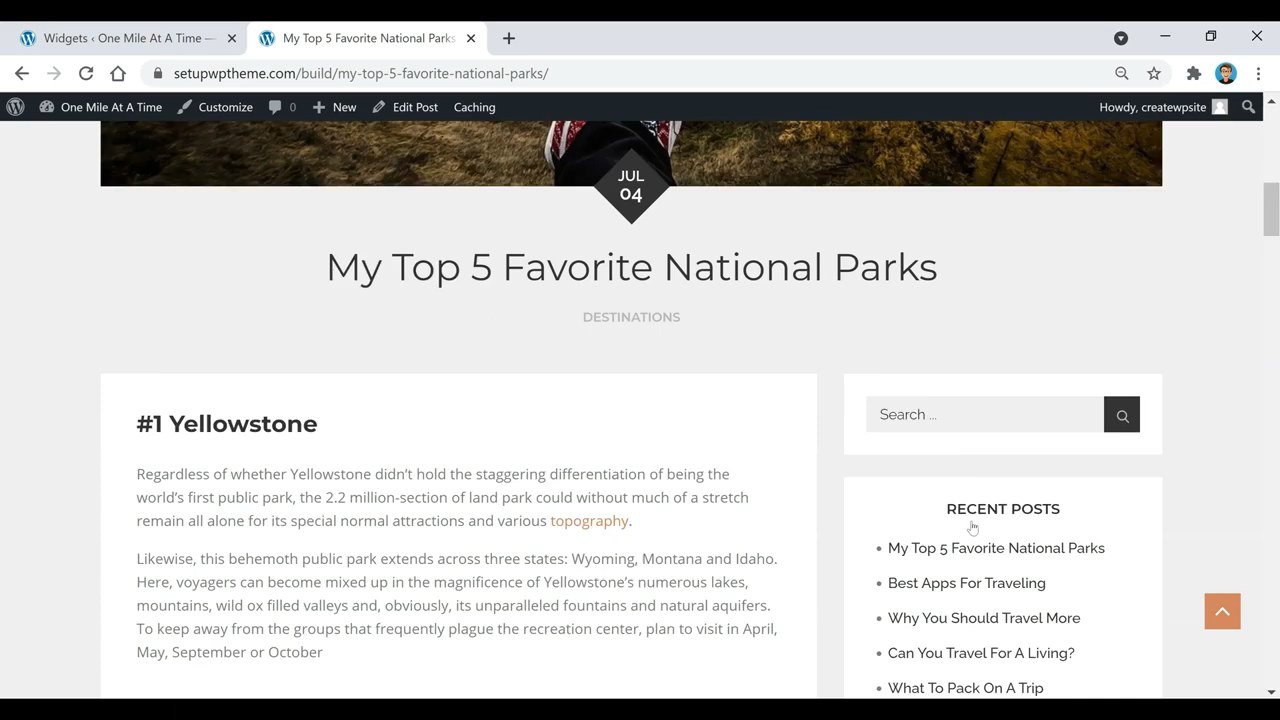 Widgets ‹ One Mile At A Time —
My Top 5 Favorite National Parks
setupwptheme.com/build/my-top-5-favorite-national-parks/
One Mile At A Time
Customize
0
New
Edit Post
Caching
Howdy, createwpsite
JUL
04
My Top 5 Favorite National Parks
DESTINATIONS
#1 Yellowstone
Regardless of whether Yellowstone didn’t hold the staggering differentiation of being the
world’s first public park, the 2.2 million-section of land park could without much of a stretch
remain all alone for its special normal attractions and various topography.
Likewise, this behemoth public park extends across three states: Wyoming, Montana and Idaho.
Here, voyagers can become mixed up in the magnificence of Yellowstone’s numerous lakes,
mountains, wild ox filled valleys and, obviously, its unparalleled fountains and natural aquifers.
To keep away from the groups that frequently plague the recreation center, plan to visit in April,
May, September or October
Search ...
RECENT POSTS
My Top 5 Favorite National Parks
Best Apps For Traveling
Why You Should Travel More
Can You Travel For A Living?
What To Pack On A Trip